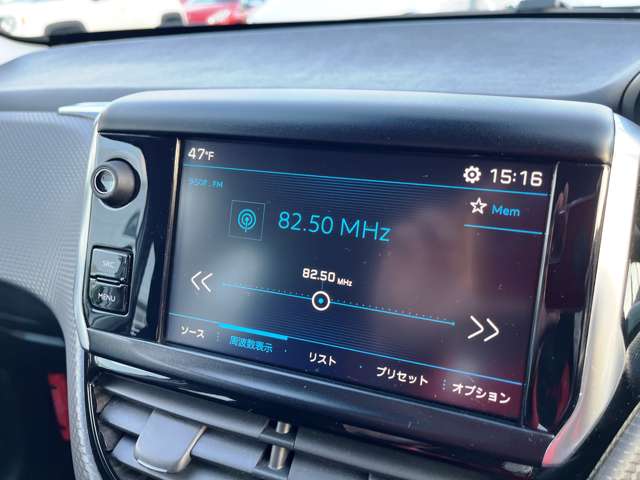 47°F
15:16
Mem
82.50 MHz
82.50 MHz
ソース
周波数表示
リスト
プリセット
オプション
SRC
MENU